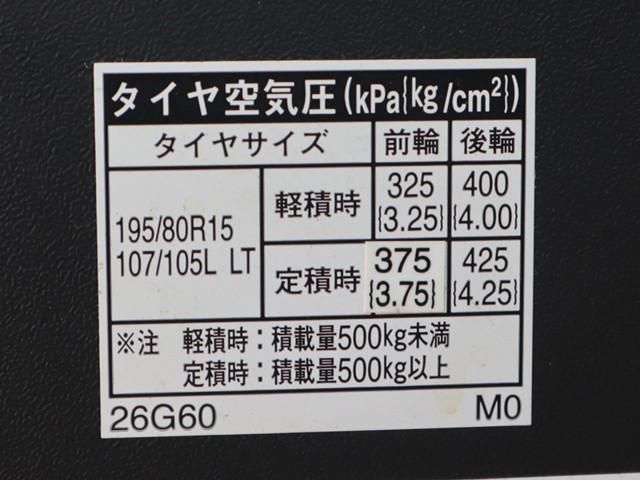 タイヤ空気圧(kPa{kg/cm²})
タイヤサイズ 前輪 後輪
195/80R15
107/105L LT
軽積時 325 400
{3.25} {4.00}
定積時 375 425
{3.75} {4.25}
※注 軽積時:積載量500kg未満
定積時:積載量500kg以上
26G60 M0